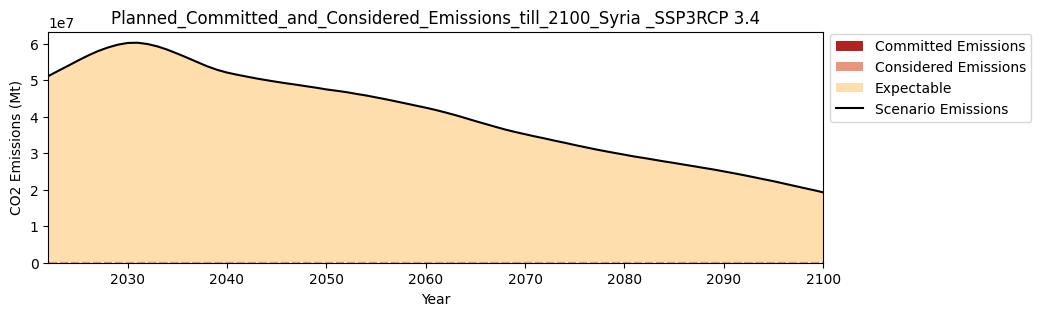 Planned_Committed_and_Considered_Emissions_till_2100_Syria _SSP3RCP 3.4
1e7
6
5
4
3
2
1
0
CO2 Emissions (Mt)
2030 2040 2050 2060 2070 2080 2090 2100
Year
Committed Emissions
Considered Emissions
Expectable
Scenario Emissions